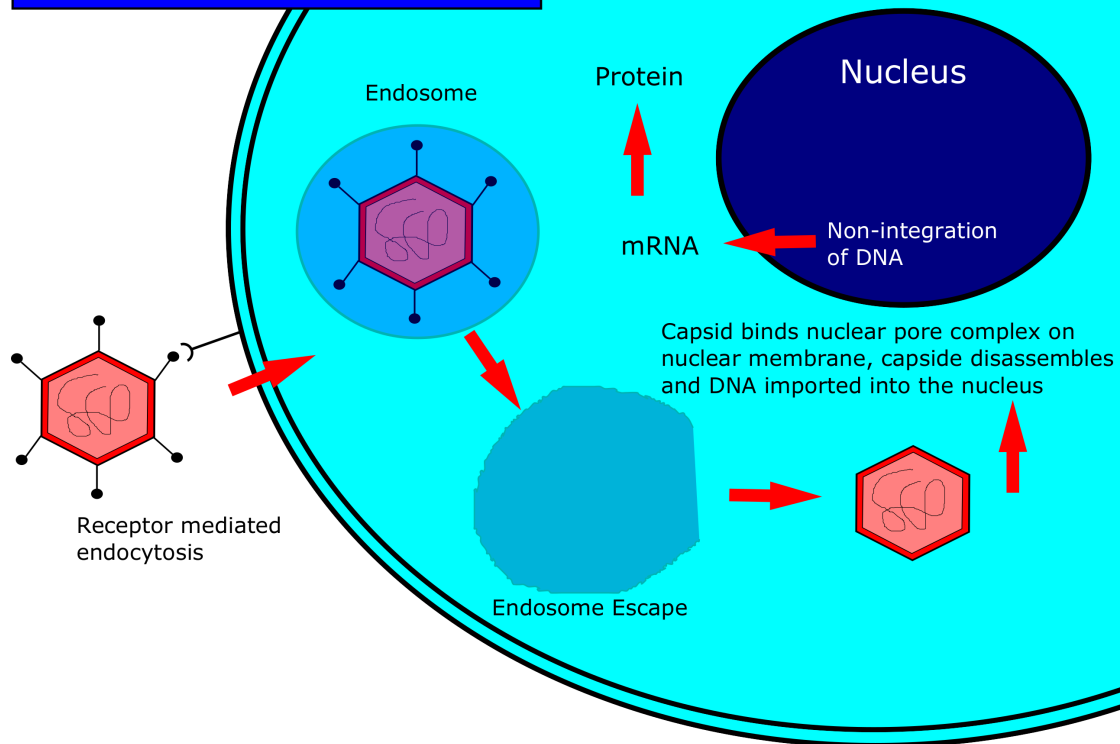 Nucleus
Protein
Endosome
Non-integration
of DNA
mRNA
Capsid binds nuclear pore complex on
nuclear membrane, capside disassembles
and DNA imported into the nucleus
Receptor mediated
endocytosis
Endosome Escape